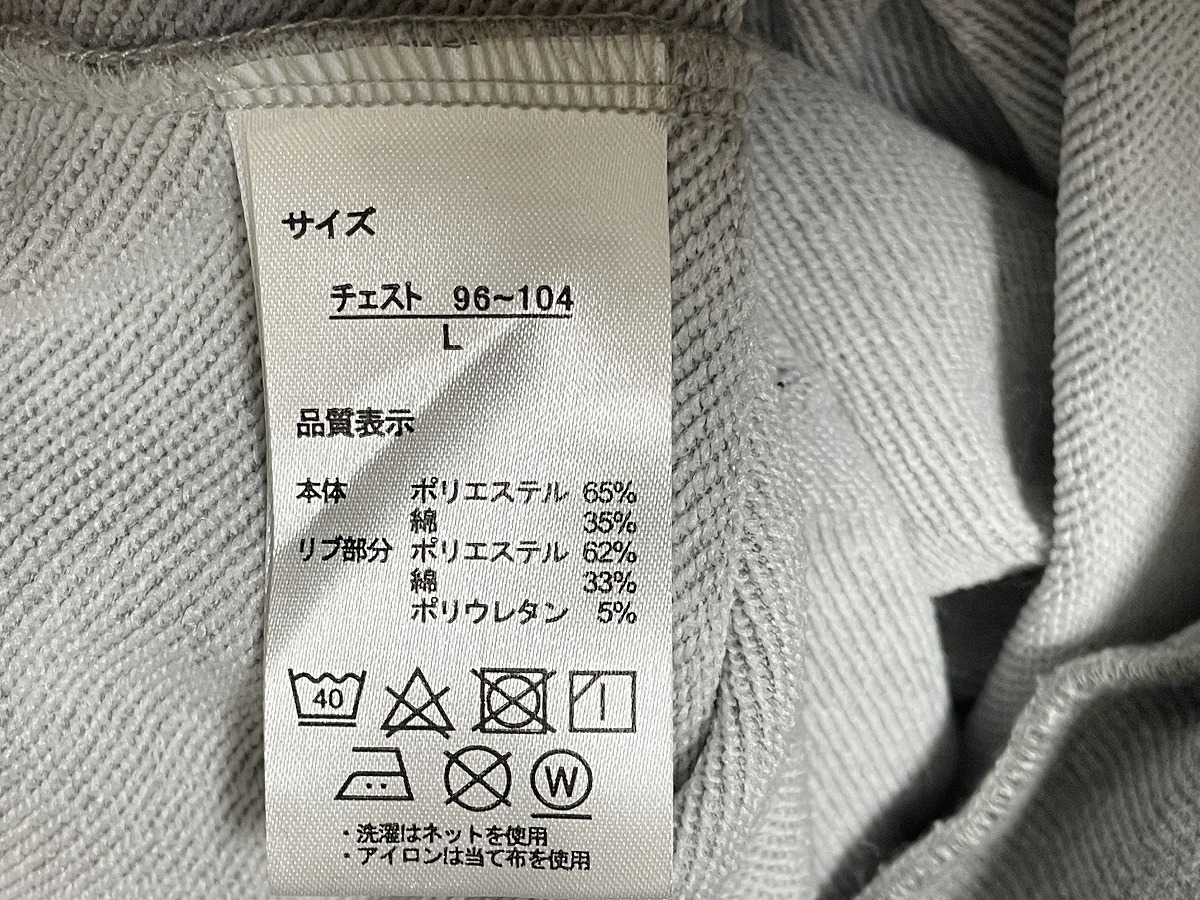 サイズ
チェスト 96~104
L
品質表示
本体 ポリエステル 65%
綿 35%
リブ部分 ポリエステル 62%
綿 33%
ポリウレタン 5%
40
W
・洗濯はネットを使用
・アイロンは当て布を使用